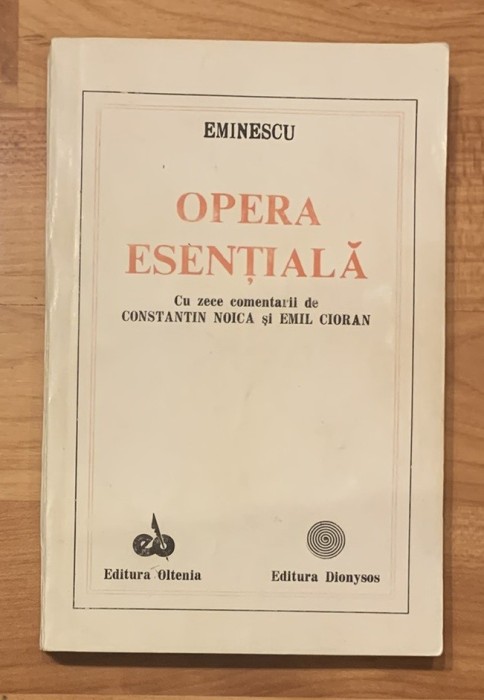 EMINESCU
OPERA
ESENȚIALĂ
Cu zece comentarii de
CONSTANTIN NOICA și EMIL CIORAN
Editura Oltenia
Editura Dionysos